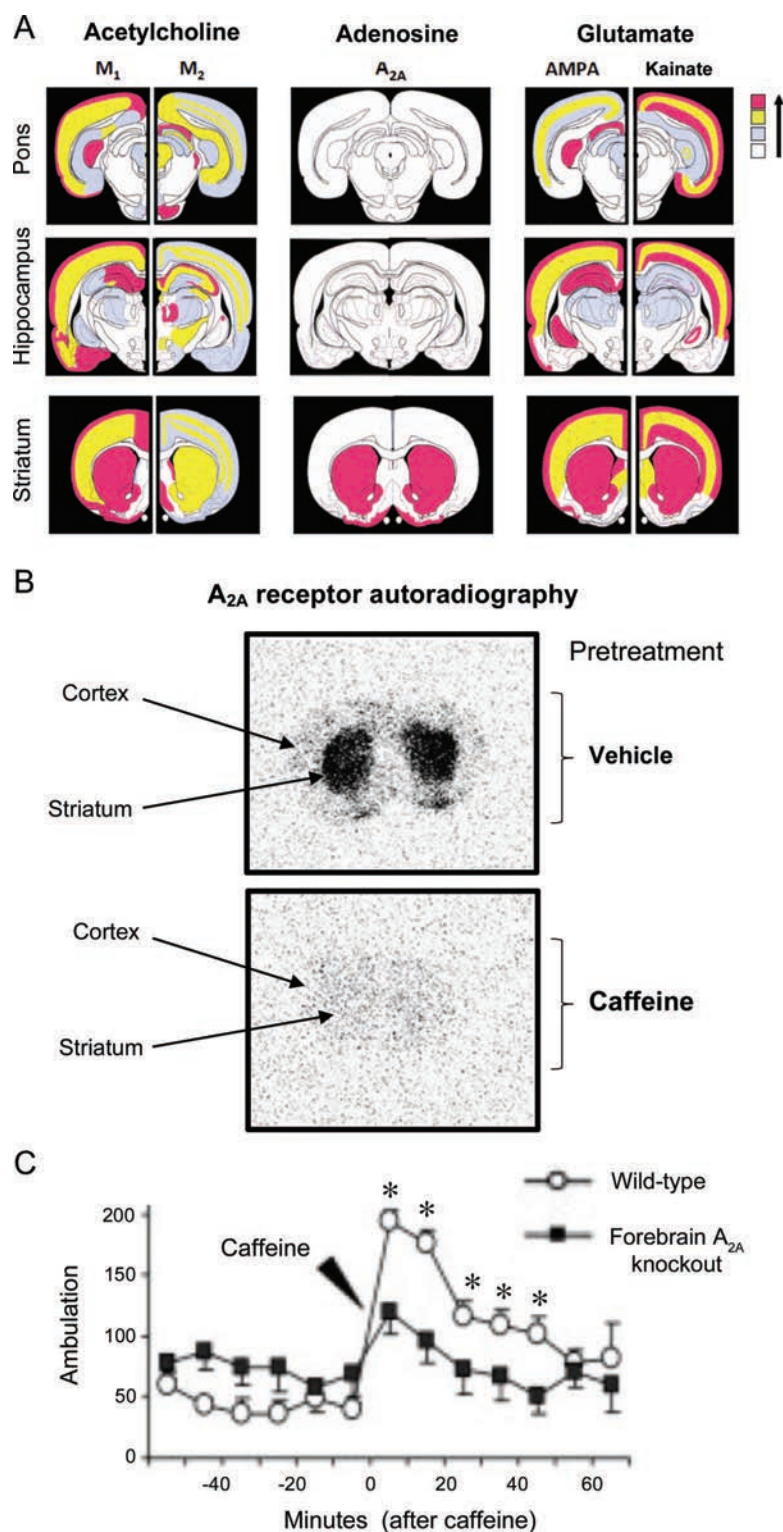 A
Acetylcholine Adenosine Glutamate
M₁ M₂ A₂A AMPA Kainate
Pons
Hippocampus
Striatum
B
A₂A receptor autoradiography
Pretreatment
Cortex
Vehicle
Striatum
Cortex
Caffeine
Striatum
C
Wild-type
Forebrain A₂A
knockout
Caffeine
* * * * *
Ambulation
200
150
100
50
0
-40 -20 0 20 40 60
Minutes (after caffeine)